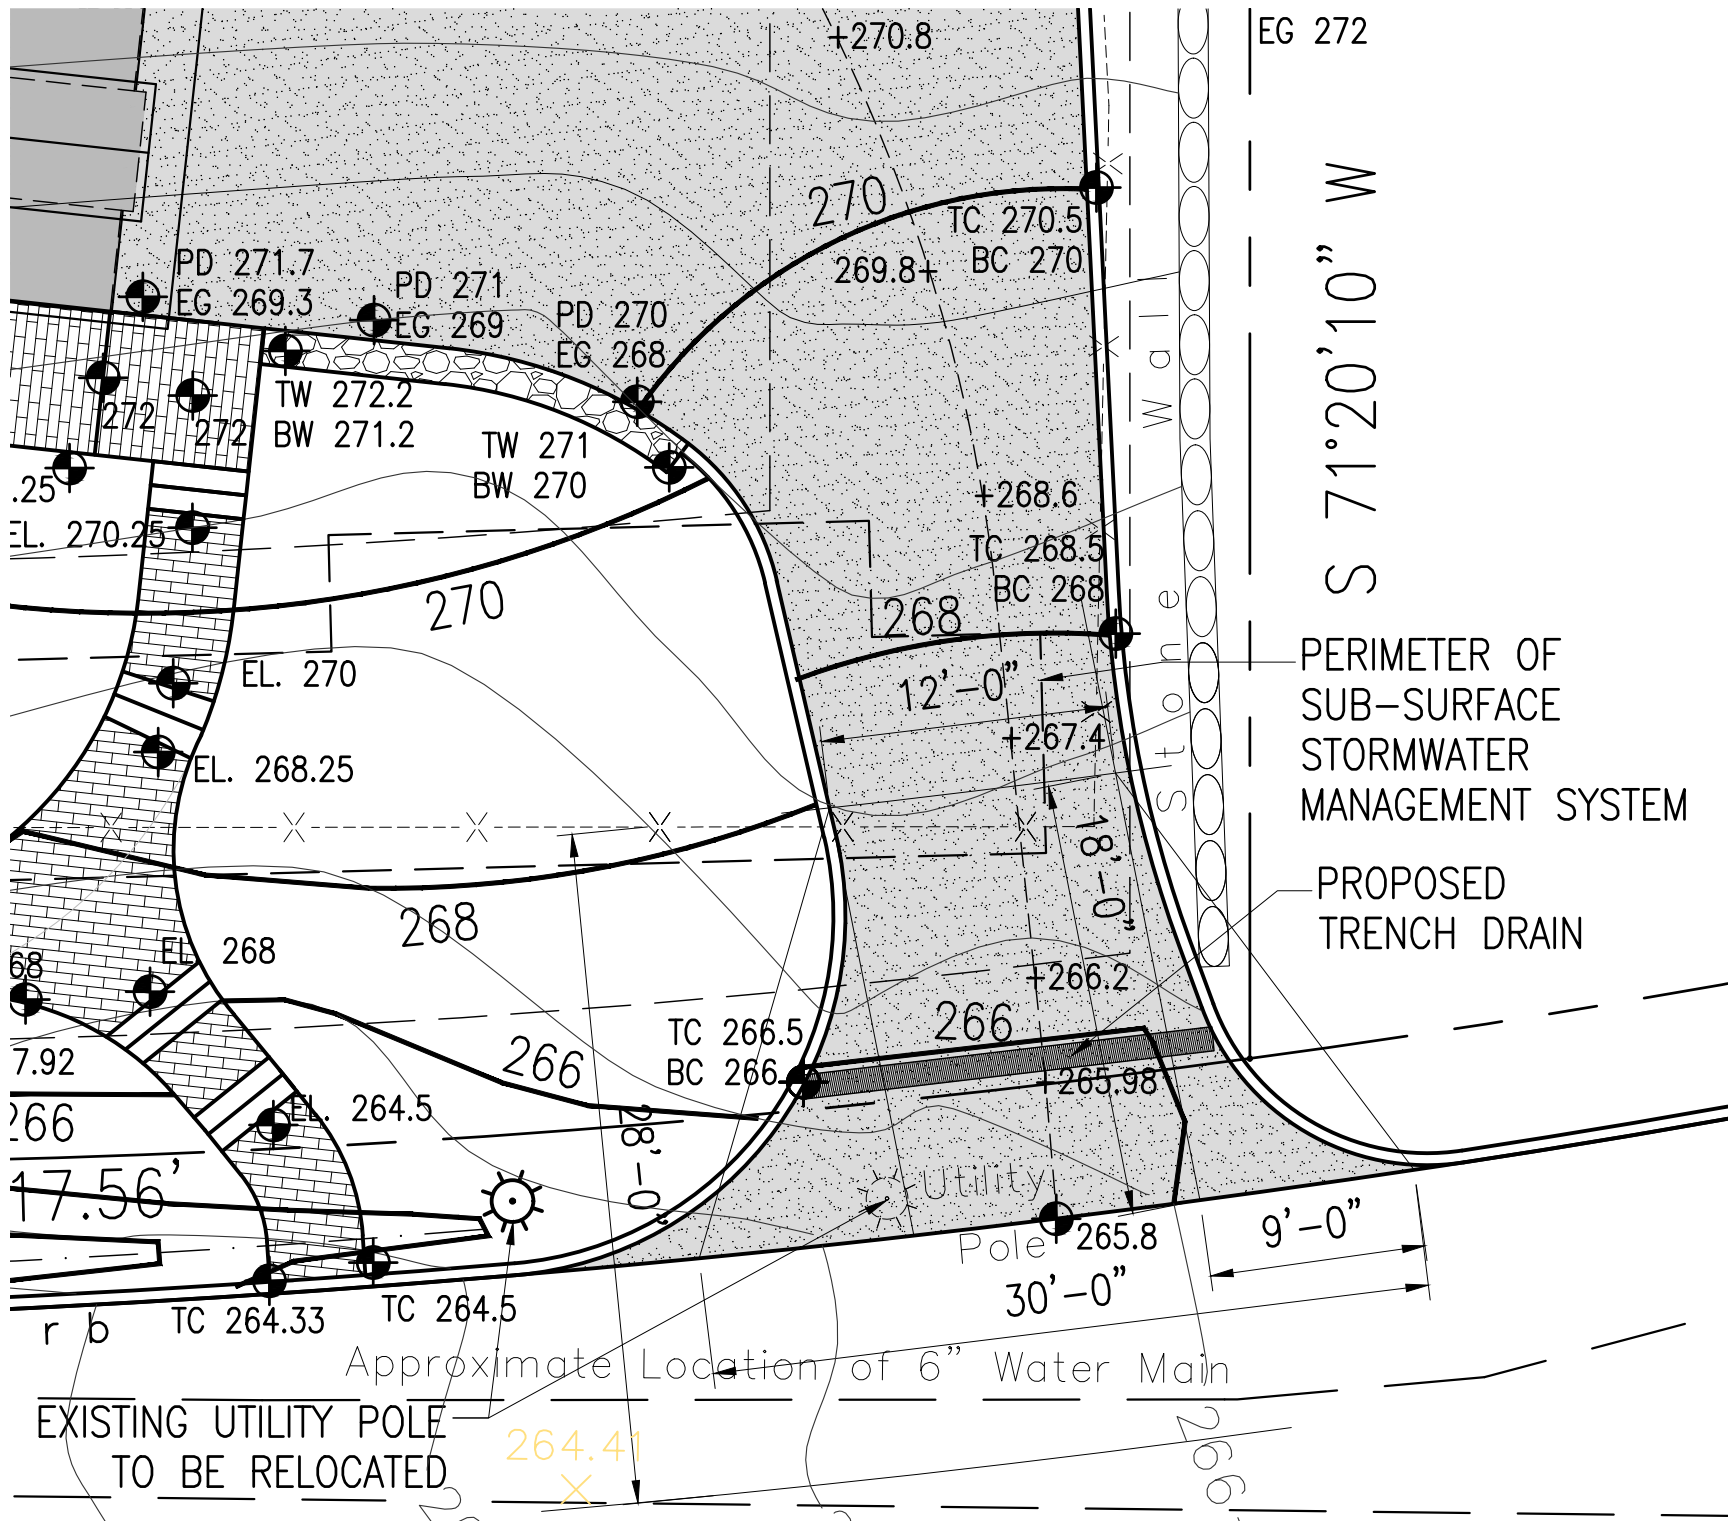 +270.8
EG 272
S 71°20'10" W
270
TC 270.5
BC 270
269.8+
PD 271.7
EG 269.3
PD 271
EG 269
PD 270
EG 268
272
272
TW 272.2
BW 271.2
TW 271
BW 270
.25
EL. 270.25
+268.6
TC 268.5
BC 268
270
268
Stone Wall
EL. 270
12'-0"
PERIMETER OF
SUB-SURFACE
STORMWATER
MANAGEMENT SYSTEM
+267.4
EL. 268.25
18'-0"
PROPOSED
TRENCH DRAIN
268
EL 268
68
+266.2
266
TC 266.5
BC 266
266
7.92
+265.98
EL. 264.5
266
28'-0"
17.56'
Utility
Pole
265.8
9'-0"
30'-0"
TC 264.33
TC 264.5
r b
Approximate Location of 6" Water Main
EXISTING UTILITY POLE
TO BE RELOCATED
264.41
266